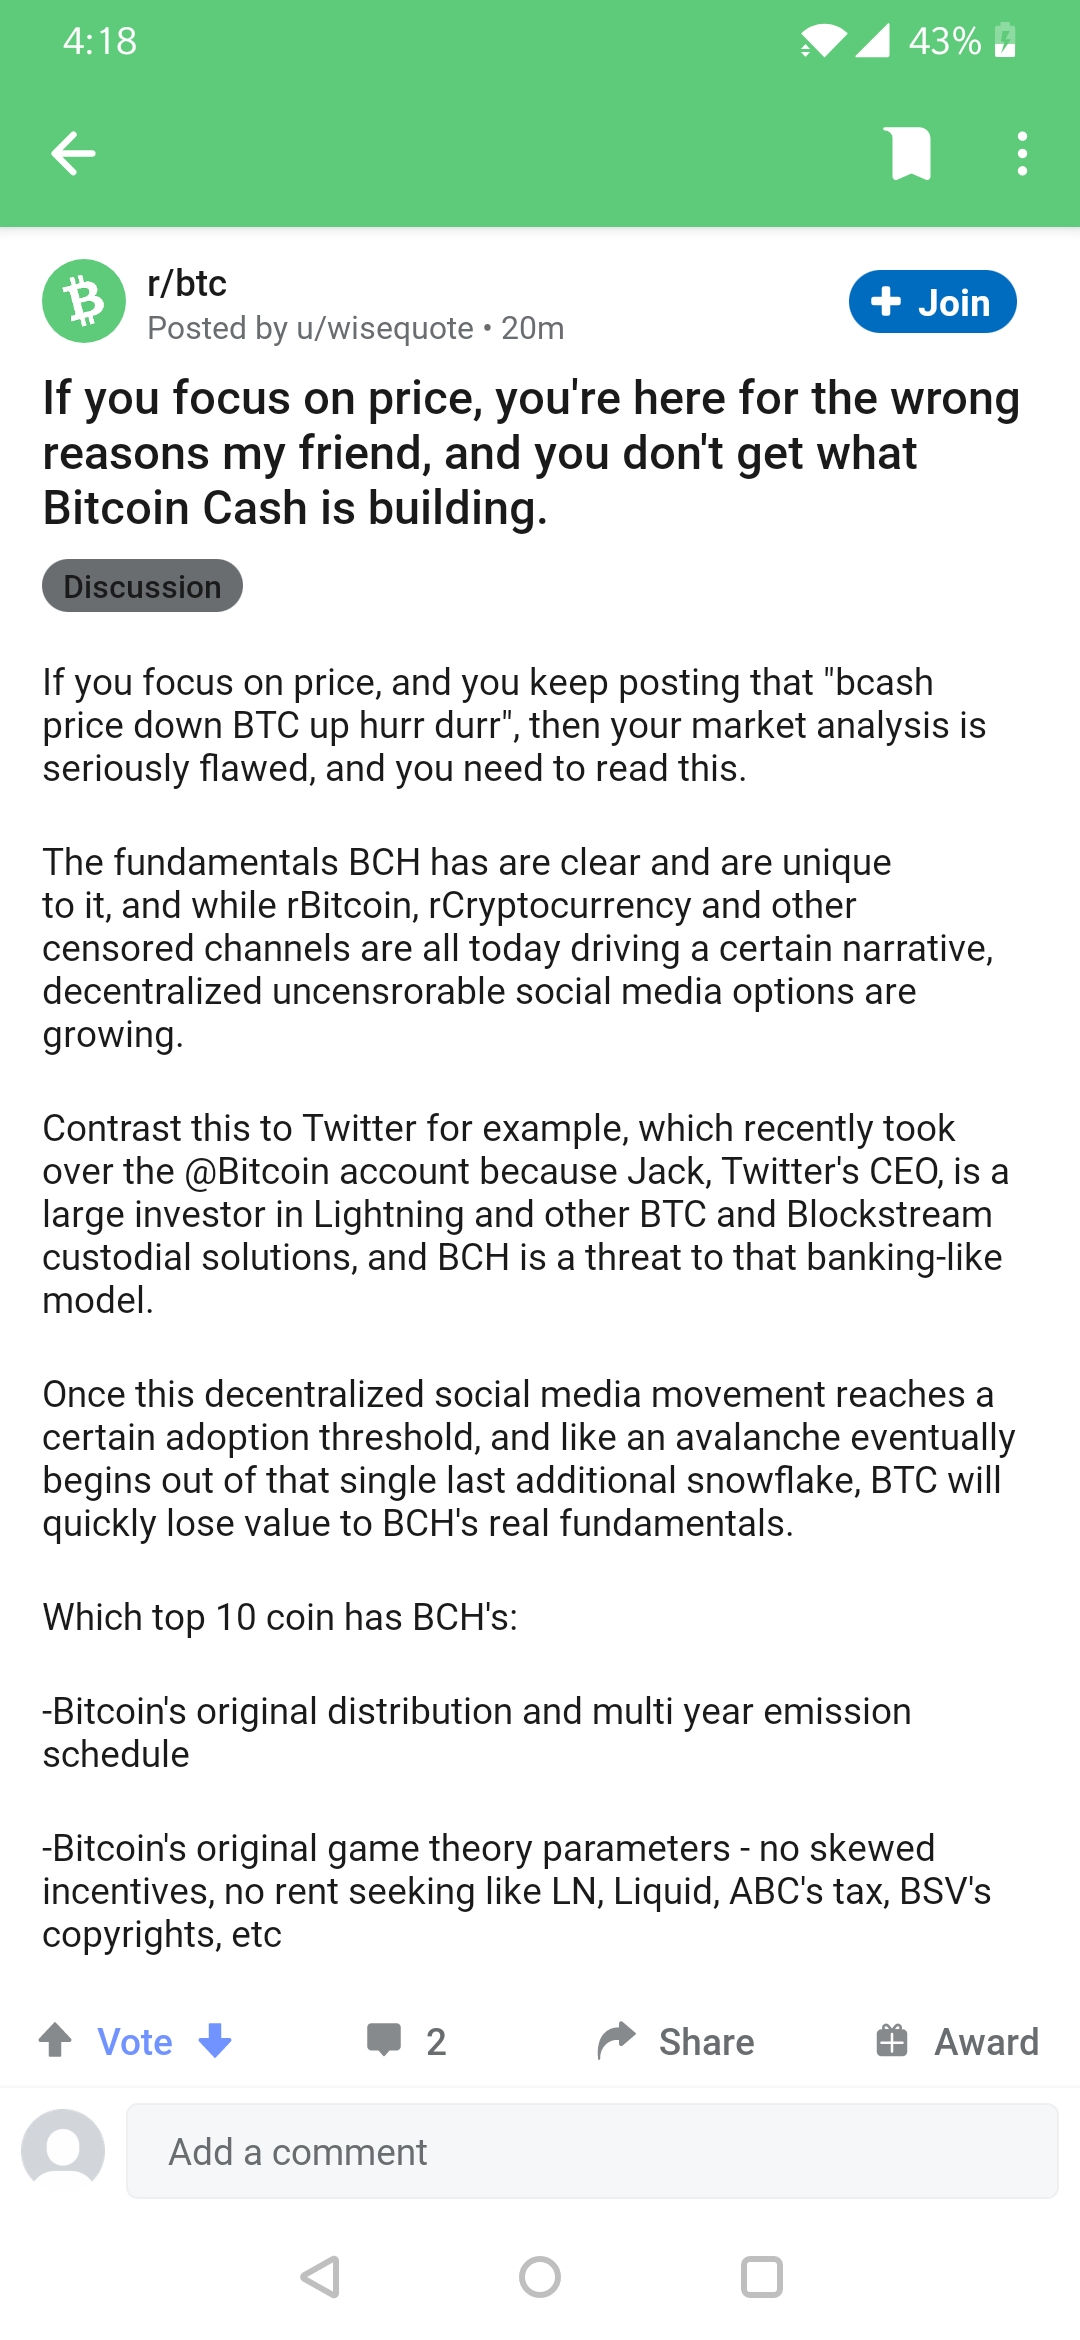 4:18
43%
r/btc
Posted by u/wisequote • 20m
+ Join
If you focus on price, you're here for the wrong
reasons my friend, and you don't get what
Bitcoin Cash is building.
Discussion
If you focus on price, and you keep posting that "bcash
price down BTC up hurr durr", then your market analysis is
seriously flawed, and you need to read this.
The fundamentals BCH has are clear and are unique
to it, and while rBitcoin, rCryptocurrency and other
censored channels are all today driving a certain narrative,
decentralized uncensrorable social media options are
growing.
Contrast this to Twitter for example, which recently took
over the @Bitcoin account because Jack, Twitter's CEO, is a
large investor in Lightning and other BTC and Blockstream
custodial solutions, and BCH is a threat to that banking-like
model.
Once this decentralized social media movement reaches a
certain adoption threshold, and like an avalanche eventually
begins out of that single last additional snowflake, BTC will
quickly lose value to BCH's real fundamentals.
Which top 10 coin has BCH's:
-Bitcoin's original distribution and multi year emission
schedule
-Bitcoin's original game theory parameters - no skewed
incentives, no rent seeking like LN, Liquid, ABC's tax, BSV's
copyrights, etc
Vote
2
Share
Award
Add a comment